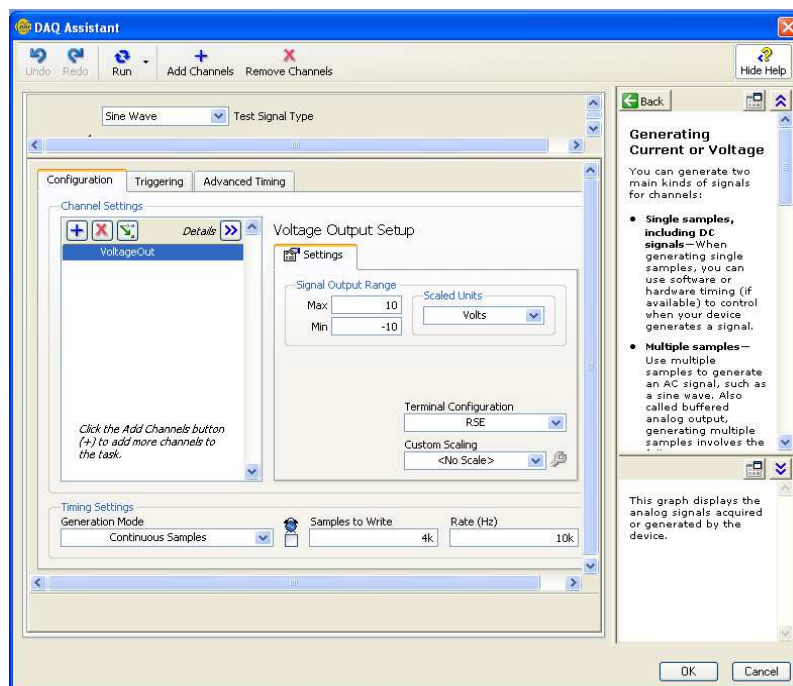 DAQ Assistant
Undo Redo Run Add Channels Remove Channels Hide Help
Sine Wave Test Signal Type
Configuration Triggering Advanced Timing
Channel Settings
Details
VoltageOut
Click the Add Channels button
(+) to add more channels to
the task.
Voltage Output Setup
Settings
Signal Output Range
Max 10
Min -10
Scaled Units
Volts
Terminal Configuration
RSE
Custom Scaling
<No Scale>
Timing Settings
Generation Mode Samples to Write Rate (Hz)
Continuous Samples 4k 10k
Back
Generating
Current or Voltage
You can generate two
main kinds of signals
for channels:
• Single samples,
including DC
signals—When
generating single
samples, you can
use software or
hardware timing (if
available) to control
when your device
generates a signal.
• Multiple samples—
Use multiple
samples to generate
an AC signal, such as
a sine wave. Also
called buffered
analog output,
generating multiple
samples involves the
This graph displays the
analog signals acquired
or generated by the
device.
OK Cancel